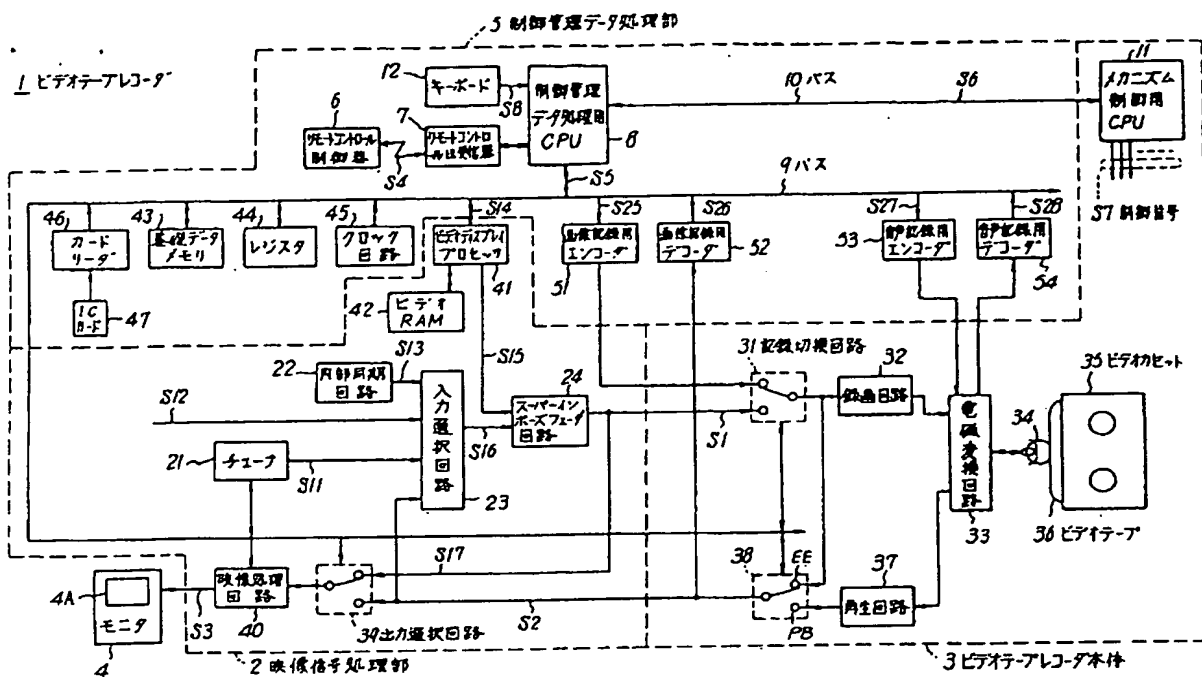 5 制御管理データ処理部
1 ビデオテープレコーダ
12
キーボード
S8
制御管理
データ処理用
CPU
8
10 バス
S6
11
メカニズム
制御用
CPU
S7 制御信号
6
リモートコントロール
制御器
S4
7
リモートコントロール
送受信器
S5
9 バス
46
カード
リーダ
43
基礎データ
メモリ
44
レジスタ
45
クロック
回路
S14
ビデオディスプレイ
プロセッサ
41
S25
画像記録用
エンコーダ
51
S26
画像記録用
デコーダ
52
S27
53
音声記録用
エンコーダ
S28
音声記録用
デコーダ
54
ICカード
47
42
ビデオ
RAM
S15
22
内部同期
回路
S13
S12
21
チューナ
S11
入力選択回路
23
S16
24
スーパーイン
ポーズフェーダ
回路
31 記録切換回路
S1
32
録画回路
電磁変換回路
33
34
35 ビデオカセット
36 ビデオテープ
S17
S2
38
EE
PB
37
再生回路
4A
モニタ
4
S3
映像処理
回路
40
39 出力選択回路
2 映像信号処理部
3 ビデオテープレコーダ本体